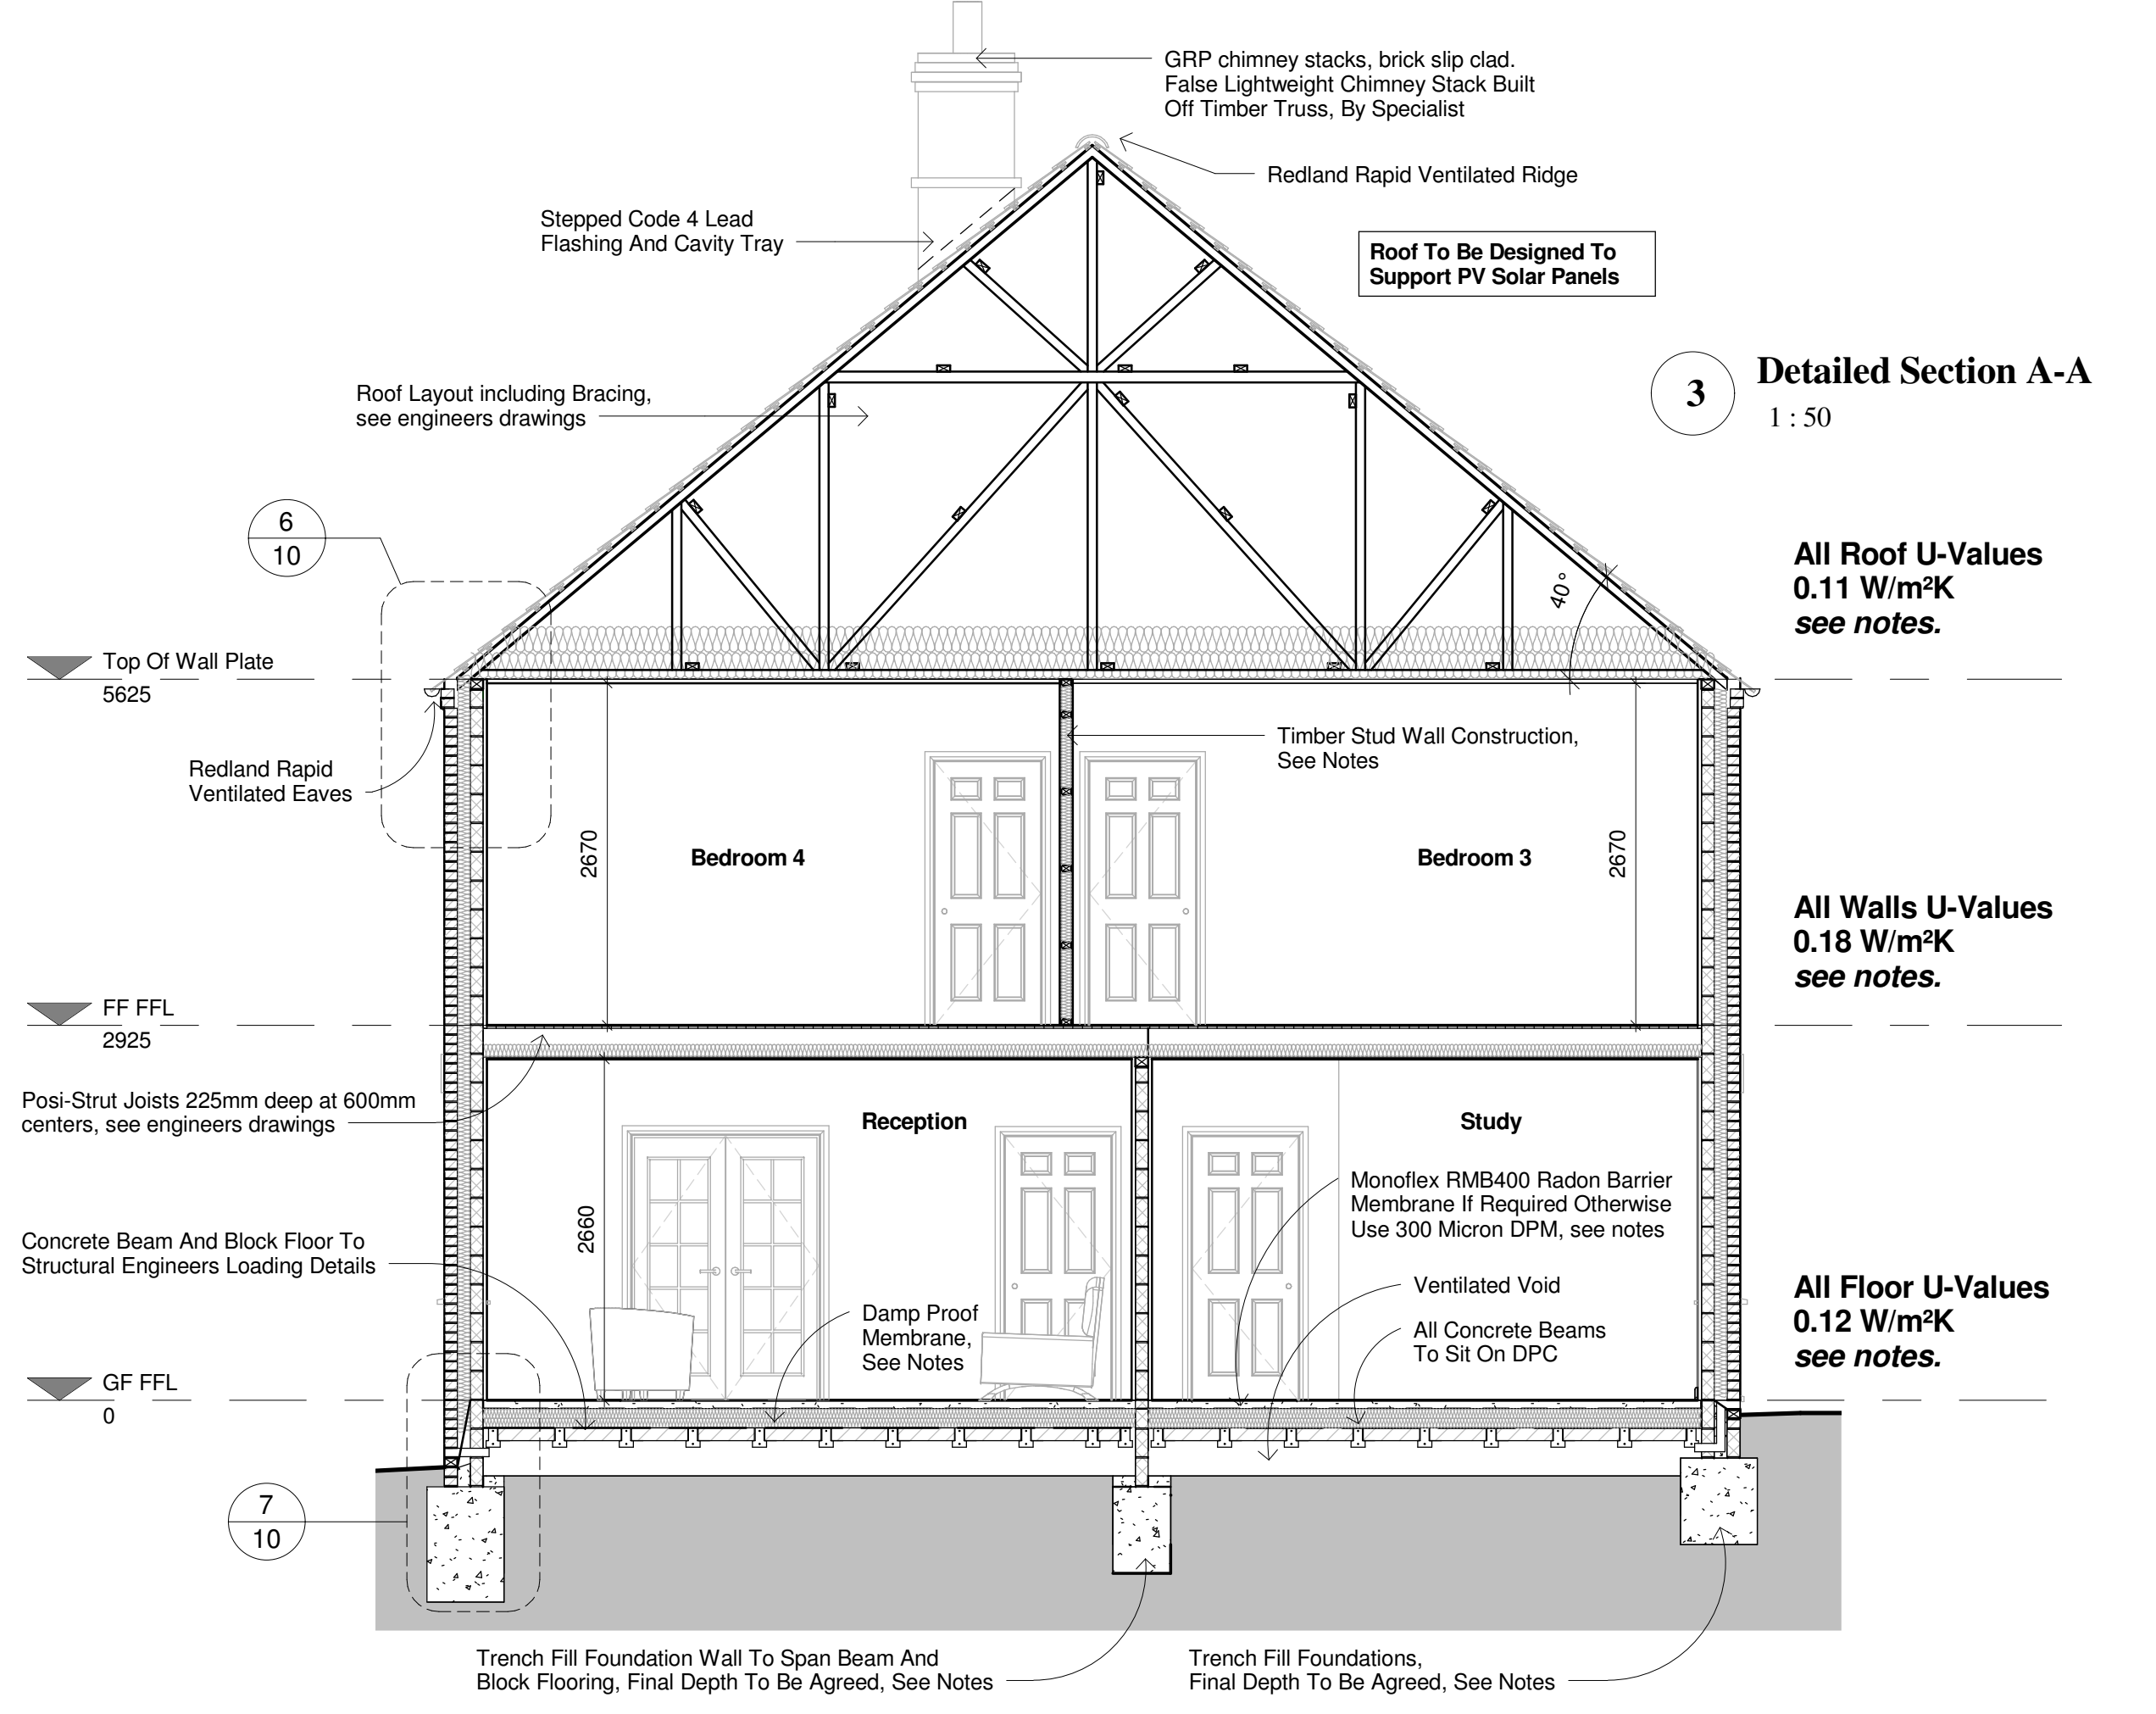 GRP chimney stacks, brick slip clad.
False Lightweight Chimney Stack Built
Off Timber Truss, By Specialist
Redland Rapid Ventilated Ridge
Stepped Code 4 Lead
Flashing And Cavity Tray
Roof To Be Designed To
Support PV Solar Panels
3
Detailed Section A-A
1 : 50
Roof Layout including Bracing,
see engineers drawings
6
10
40°
All Roof U-Values
0.11 W/m²K
see notes.
Top Of Wall Plate
5625
Redland Rapid
Ventilated Eaves
Timber Stud Wall Construction,
See Notes
2670
Bedroom 4
Bedroom 3
2670
All Walls U-Values
0.18 W/m²K
see notes.
FF FFL
2925
Posi-Strut Joists 225mm deep at 600mm
centers, see engineers drawings
Reception
Study
Monoflex RMB400 Radon Barrier
Membrane If Required Otherwise
Use 300 Micron DPM, see notes
2660
Concrete Beam And Block Floor To
Structural Engineers Loading Details
Ventilated Void
Damp Proof
Membrane,
See Notes
All Concrete Beams
To Sit On DPC
All Floor U-Values
0.12 W/m²K
see notes.
GF FFL
0
7
10
Trench Fill Foundation Wall To Span Beam And
Block Flooring, Final Depth To Be Agreed, See Notes
Trench Fill Foundations,
Final Depth To Be Agreed, See Notes